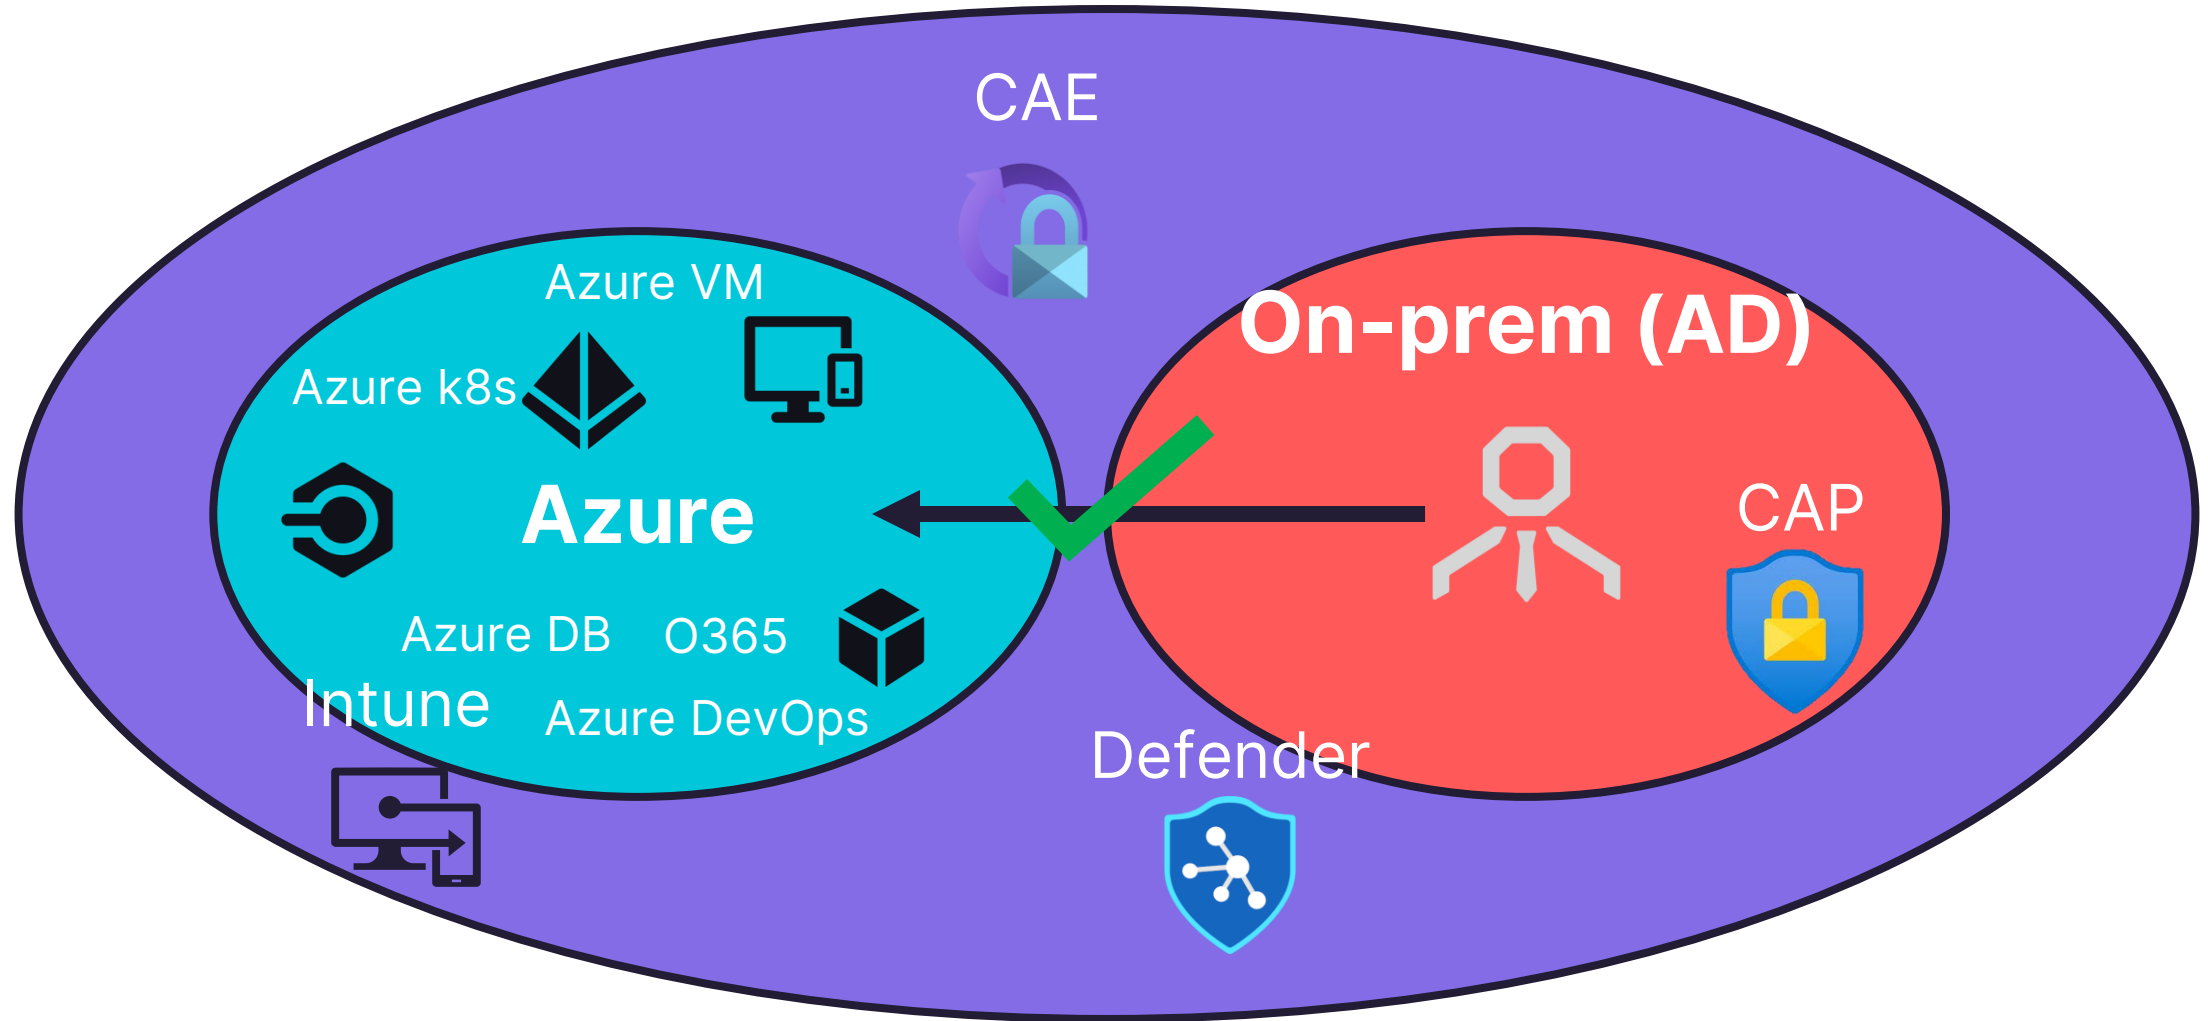 CAE
Azure VM
On-prem (AD)
Azure k8s
Azure
CAP
Azure DB
O365
Intune
Azure DevOps
Defender